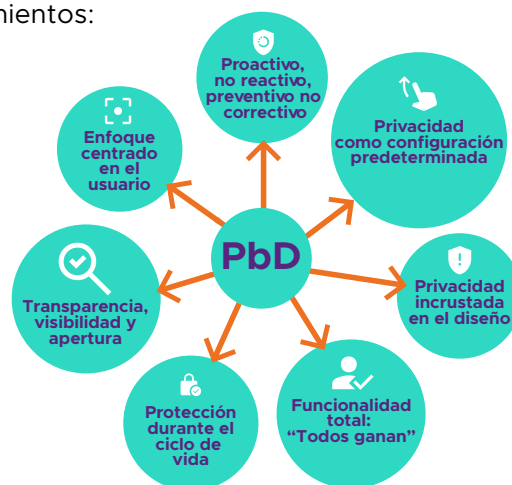 mientos:
Proactivo,
no reactivo,
preventivo no
correctivo
Privacidad
como configuración
predeterminada
Enfoque
centrado
en el
usuario
PbD
Privacidad
incrustada
en el diseño
Transparencia,
visibilidad y
apertura
Funcionalidad
total:
“Todos ganan”
Protección
durante el
ciclo de
vida